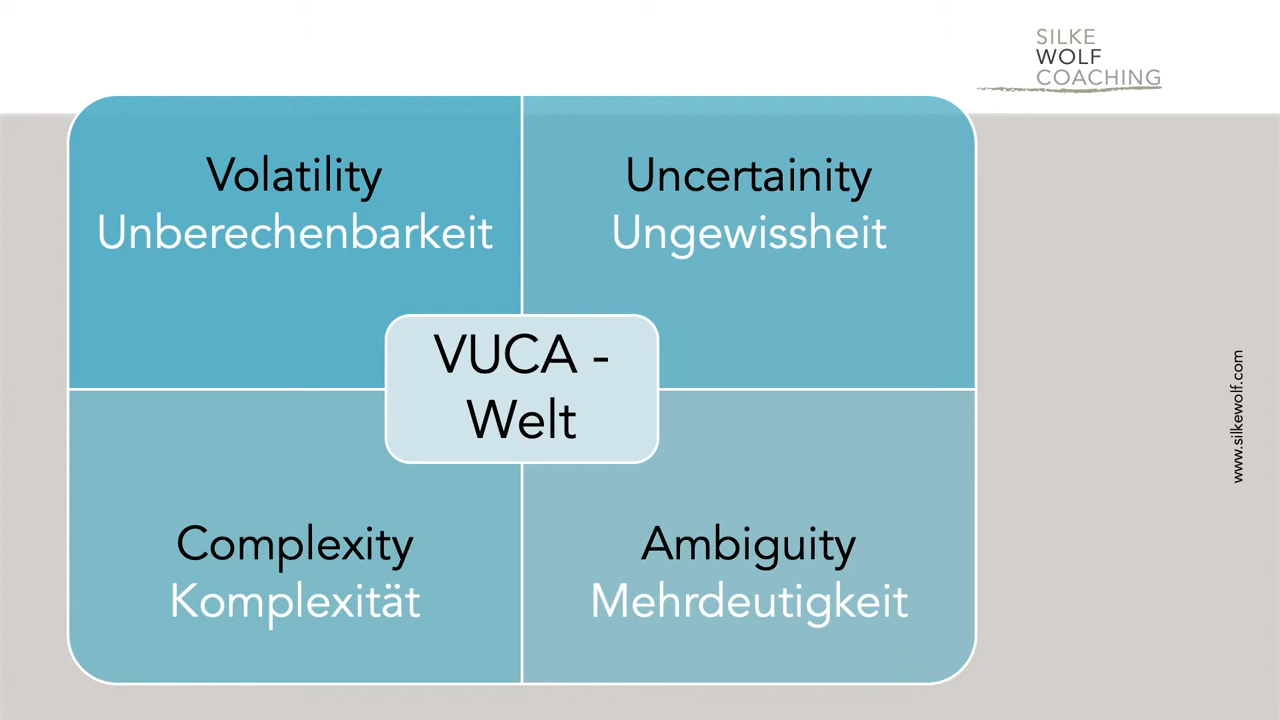 SILKE
WOLF
COACHING
Volatility
Unberechenbarkeit
Uncertainity
Ungewissheit
VUCA -
Welt
Complexity
Komplexität
Ambiguity
Mehrdeutigkeit
www.silkewolf.com